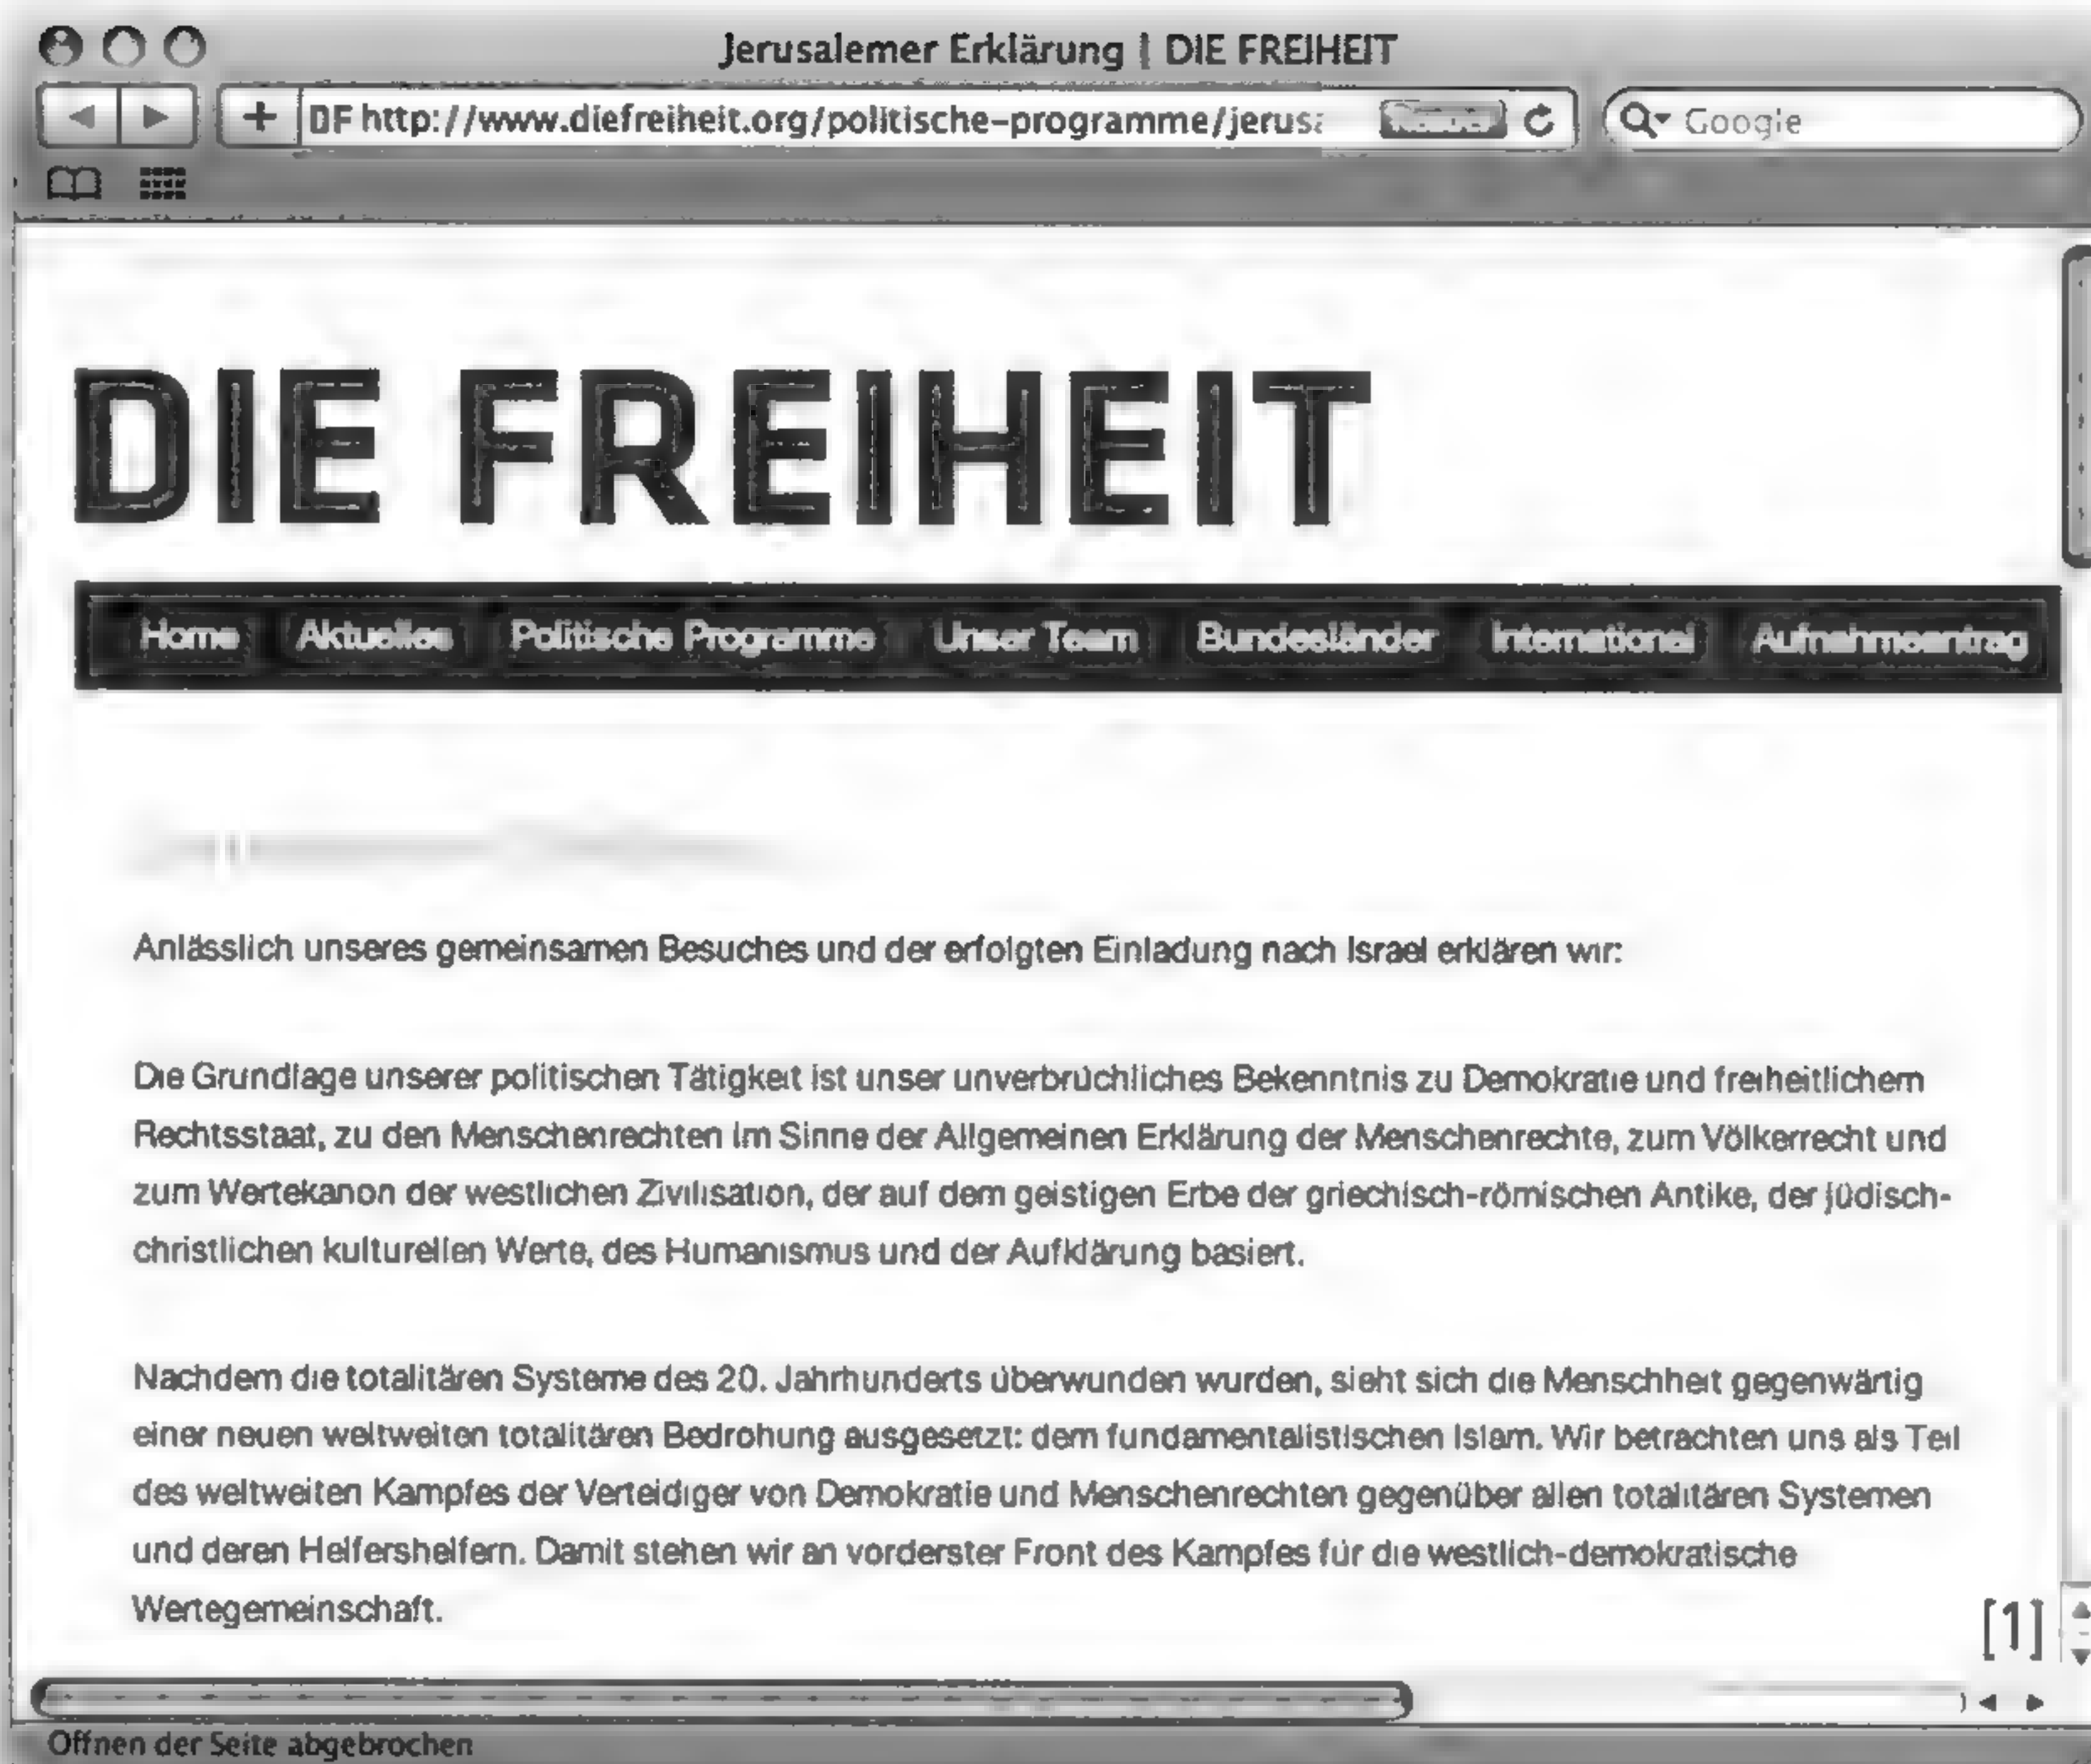 Jerusalemer Erklärung | DIE FREIHEIT
+ DF http://www.diefreiheit.org/politische-programme/jerusa Google
DIE FREIHEIT
Home Aktuelles Politische Programme Unser Team Bundesländer International Aufnahmeantrag
Anlässlich unseres gemeinsamen Besuches und der erfolgten Einladung nach Israel erklären wir:
Die Grundlage unserer politischen Tätigkeit ist unser unverbrüchliches Bekenntnis zu Demokratie und freiheitlichem
Rechtsstaat, zu den Menschenrechten im Sinne der Allgemeinen Erklärung der Menschenrechte, zum Völkerrecht und
zum Wertekanon der westlichen Zivilisation, der auf dem geistigen Erbe der griechisch-römischen Antike, der jüdisch-
christlichen kulturellen Werte, des Humanismus und der Aufklärung basiert.
Nachdem die totalitären Systeme des 20. Jahrhunderts überwunden wurden, sieht sich die Menschheit gegenwärtig
einer neuen weltweiten totalitären Bedrohung ausgesetzt: dem fundamentalistischen Islam. Wir betrachten uns als Teil
des weltweiten Kampfes der Verteidiger von Demokratie und Menschenrechten gegenüber allen totalitären Systemen
und deren Helfershelfern. Damit stehen wir an vorderster Front des Kampfes für die westlich-demokratische
Wertegemeinschaft.
[1]
Öffnen der Seite abgebrochen